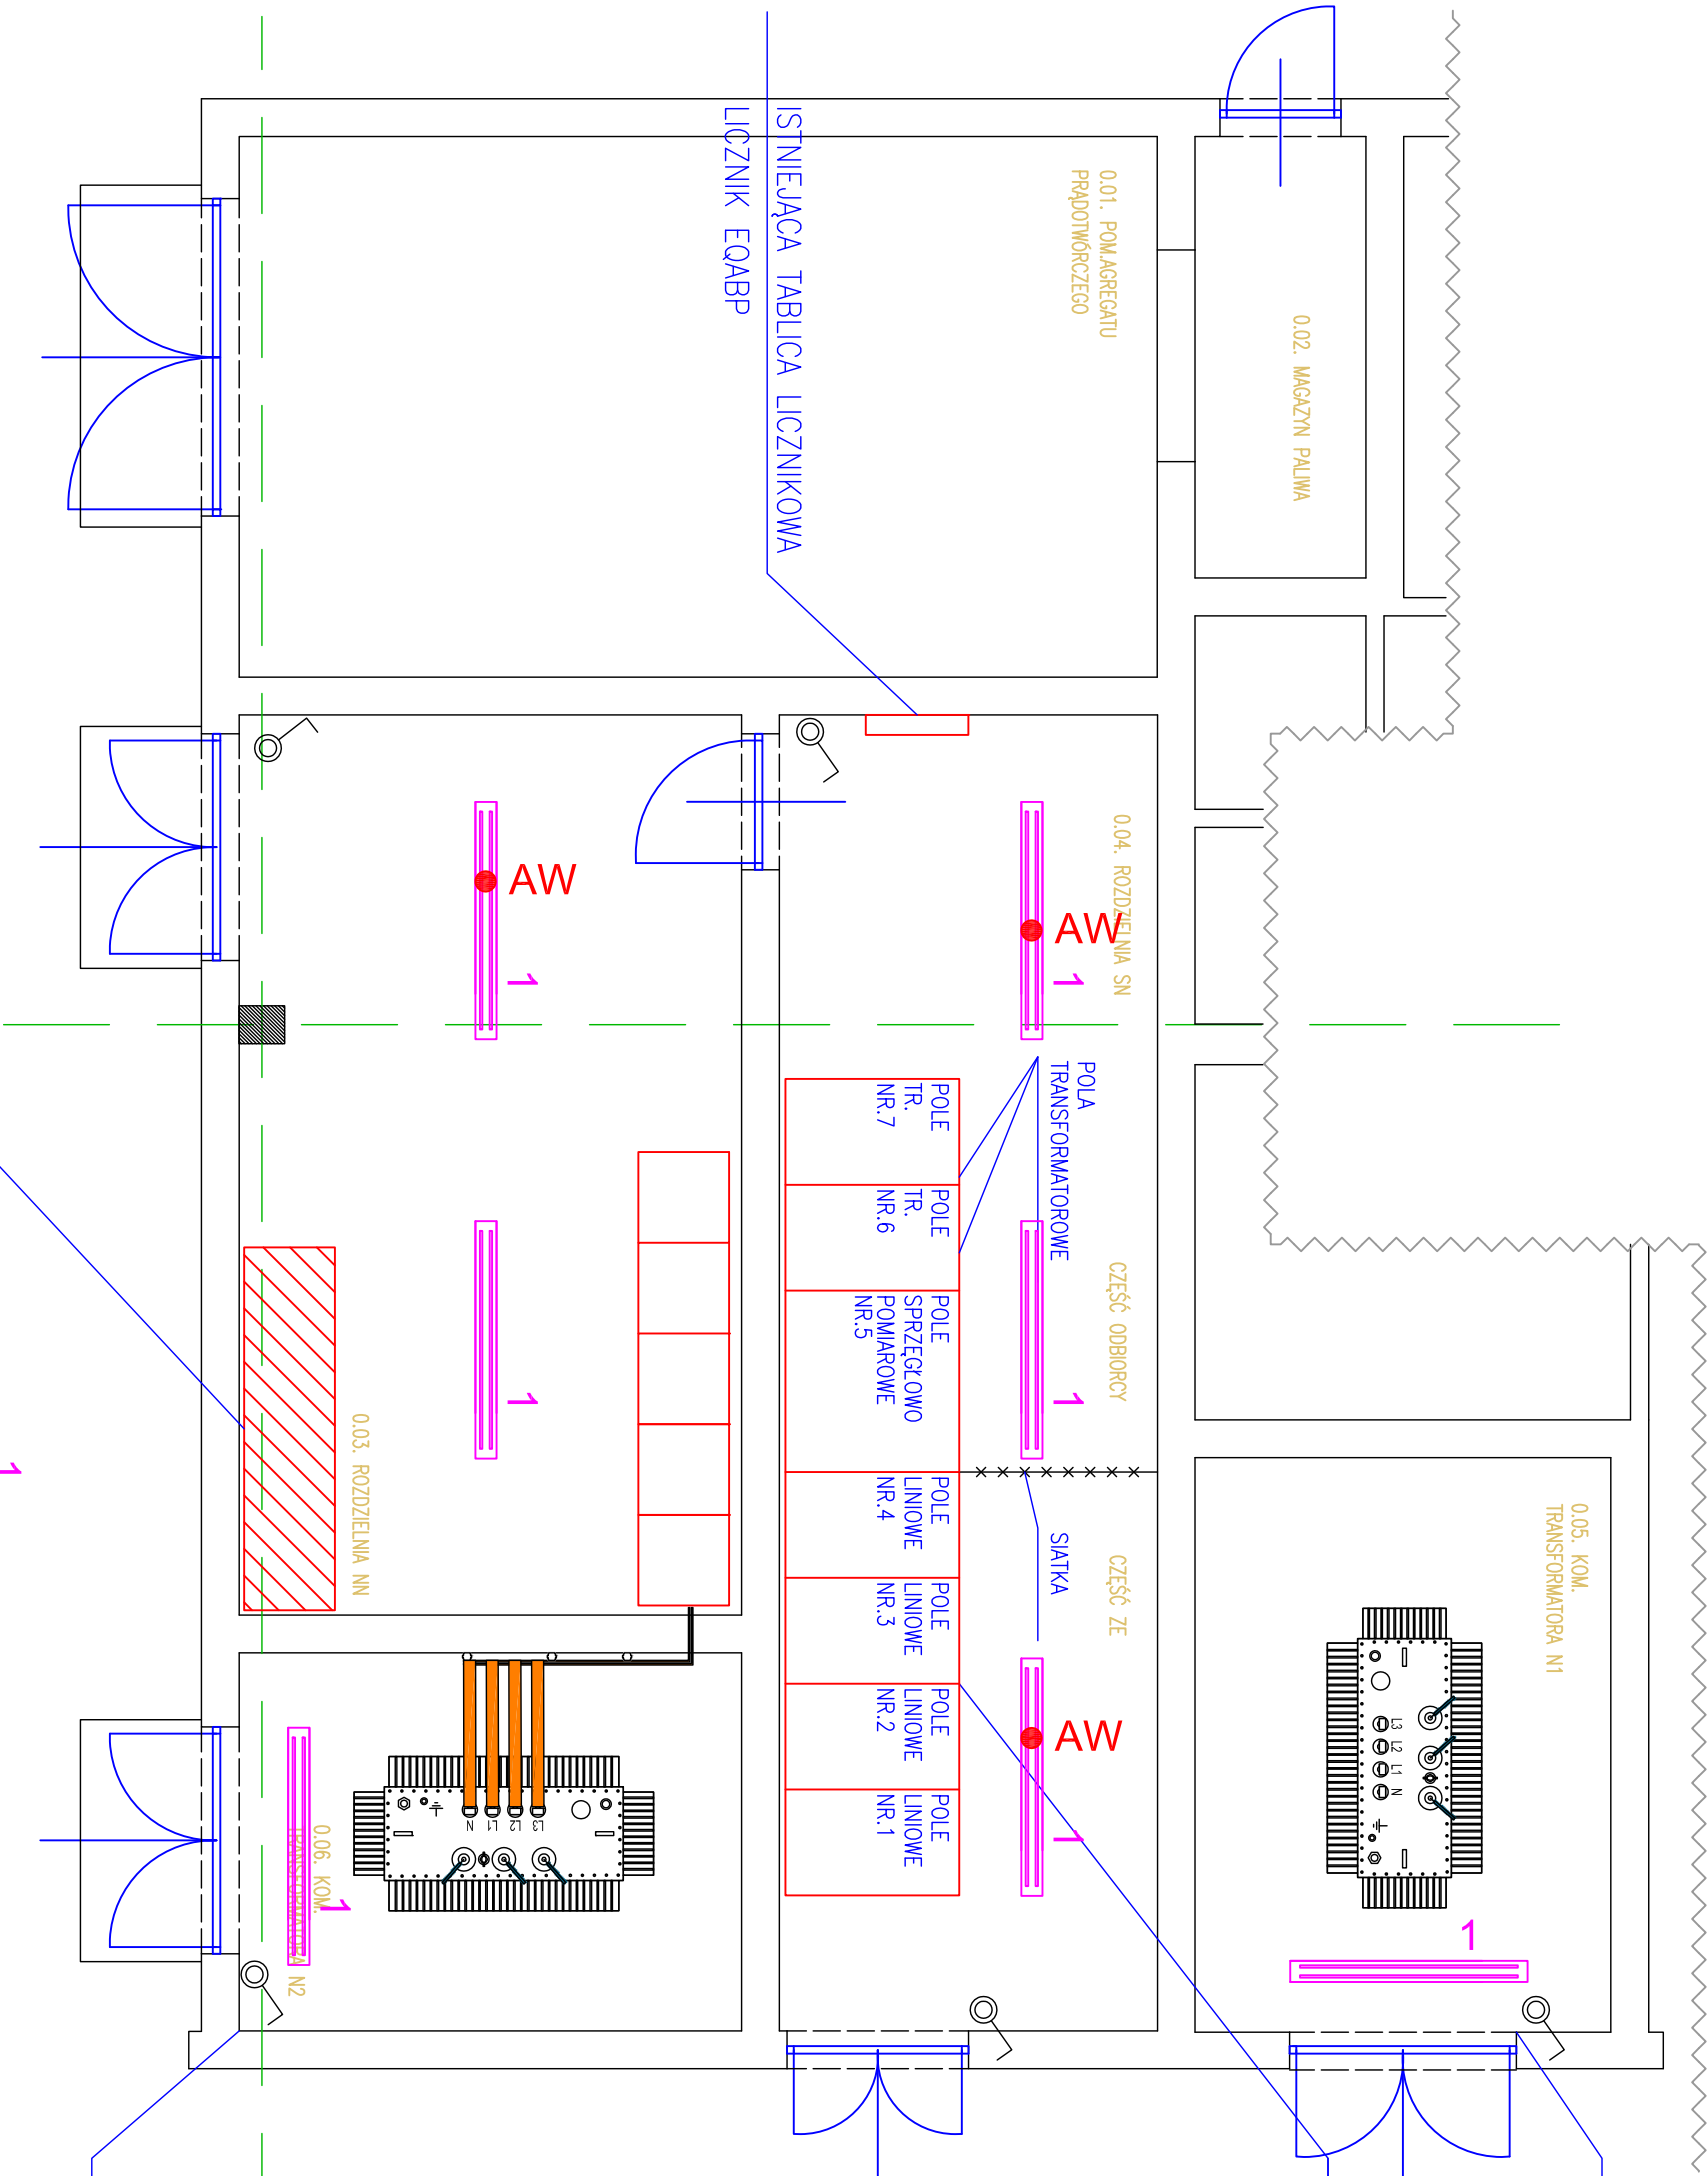 0.02. MAGAZYN PALIWA
0.01. POM.AGREGATU
PRĄDOTWÓRCZEGO
ISTNIEJĄCA TABLICA LICZNIKOWA
LICZNIK EQABP
0.04. ROZDZIELNIA SN
AW
1
AW
1
POLA
TRANSFORMATOROWE
CZĘŚĆ ODBIORCY
1
1
SIATKA
CZĘŚĆ ZE
POLE
TR.
NR.7
POLE
TR.
NR.6
POLE
SPRZĘGŁOWO
POMIAROWE
NR.5
POLE
LINIOWE
NR.4
POLE
LINIOWE
NR.3
POLE
LINIOWE
NR.2
POLE
LINIOWE
NR.1
AW
1
0.03. ROZDZIELNIA NN
1
0.05. KOM.
TRANSFORMATORA N1
L3 L2 L1 N
1
0.06. KOM.
TRANSFORMATORA N2
1
N L1 L2 L3